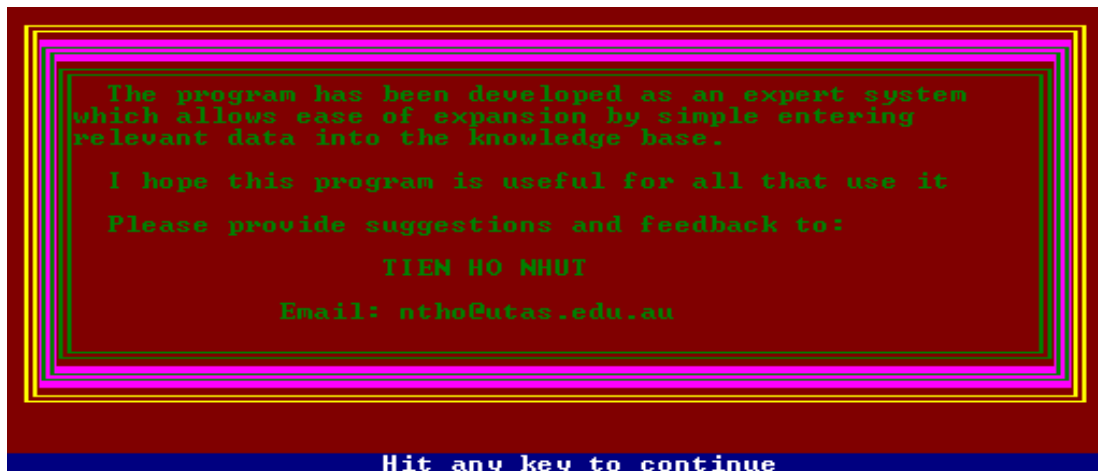 The program has been developed as an expert system
which allows ease of expansion by simple entering
relevant data into the knowledge base.
I hope this program is useful for all that use it
Please provide suggestions and feedback to:
TIEN HO NHUT
Email: ntho@utas.edu.au
Hit any key to continue